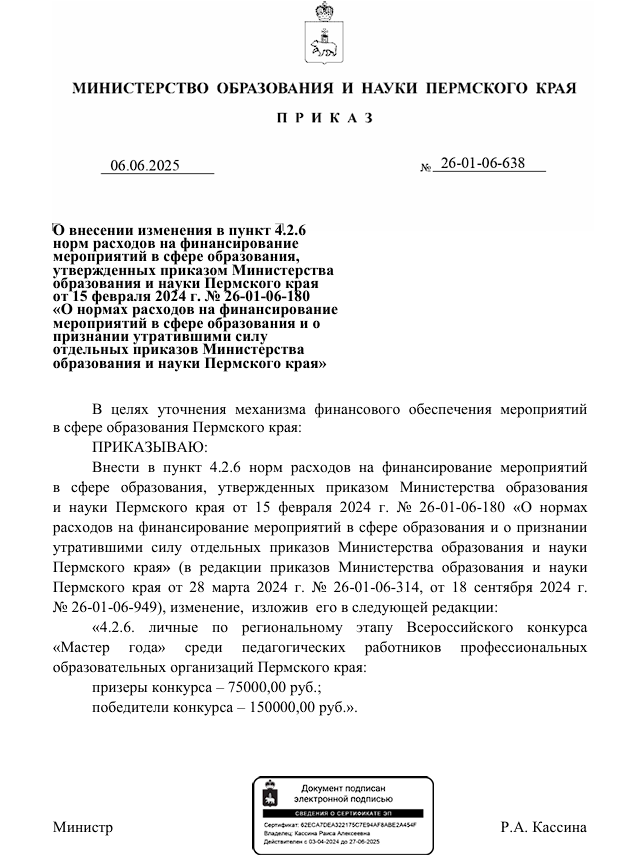 МИНИСТЕРСТВО ОБРАЗОВАНИЯ И НАУКИ ПЕРМСКОГО КРАЯ
ПРИКАЗ
06.06.2025
№ 26-01-06-638
О внесении изменения в пункт 4.2.6
норм расходов на финансирование
мероприятий в сфере образования,
утвержденных приказом Министерства
образования и науки Пермского края
от 15 февраля 2024 г. № 26-01-06-180
«О нормах расходов на финансирование
мероприятий в сфере образования и о
признании утратившими силу
отдельных приказов Министерства
образования и науки Пермского края»
В целях уточнения механизма финансового обеспечения мероприятий
в сфере образования Пермского края:
ПРИКАЗЫВАЮ:
Внести в пункт 4.2.6 норм расходов на финансирование мероприятий
в сфере образования, утвержденных приказом Министерства образования
и науки Пермского края от 15 февраля 2024 г. № 26-01-06-180 «О нормах
расходов на финансирование мероприятий в сфере образования и о признании
утратившими силу отдельных приказов Министерства образования и науки
Пермского края» (в редакции приказов Министерства образования и науки
Пермского края от 28 марта 2024 г. № 26-01-06-314, от 18 сентября 2024 г.
№ 26-01-06-949), изменение, изложив его в следующей редакции:
«4.2.6. личные по региональному этапу Всероссийского конкурса
«Мастер года» среди педагогических работников профессиональных
образовательных организаций Пермского края:
призеры конкурса – 75000,00 руб.;
победители конкурса – 150000,00 руб.».
Документ подписан
электронной подписью
СВЕДЕНИЯ О СЕРТИФИКАТЕ ЭП
Сертификат: 62ECA7DEA322175C7E94AF8ABE2A454F
Владелец: Кассина Раиса Алексеевна
Действителен с 03-04-2024 до 27-06-2025
Министр
Р.А. Кассина